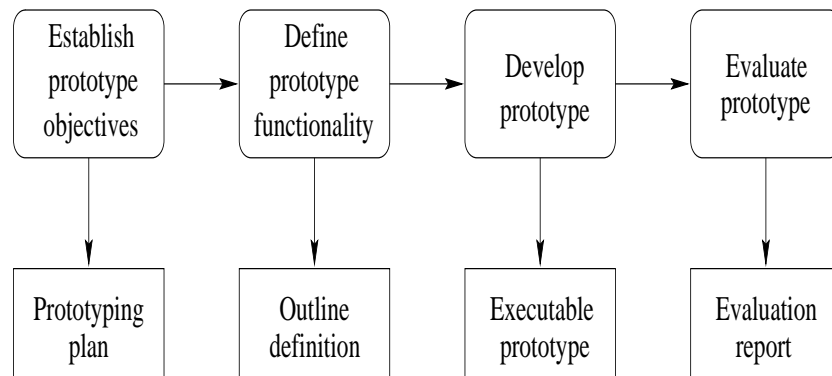 Establish
prototype
objectives
Define
prototype
functionality
Develop
prototype
Evaluate
prototype
Prototyping
plan
Outline
definition
Executable
prototype
Evaluation
report